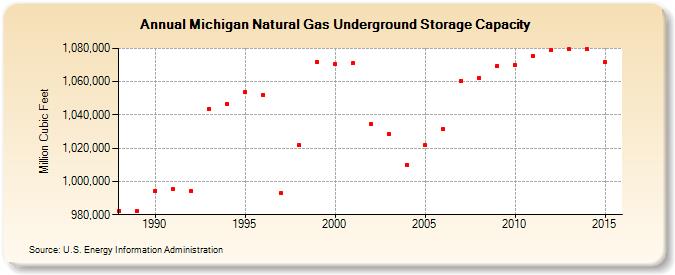 Annual Michigan Natural Gas Underground Storage Capacity
Million Cubic Feet
1,080,000
1,060,000
1,040,000
1,020,000
1,000,000
980,000
1990 1995 2000 2005 2010 2015
Source: U.S. Energy Information Administration